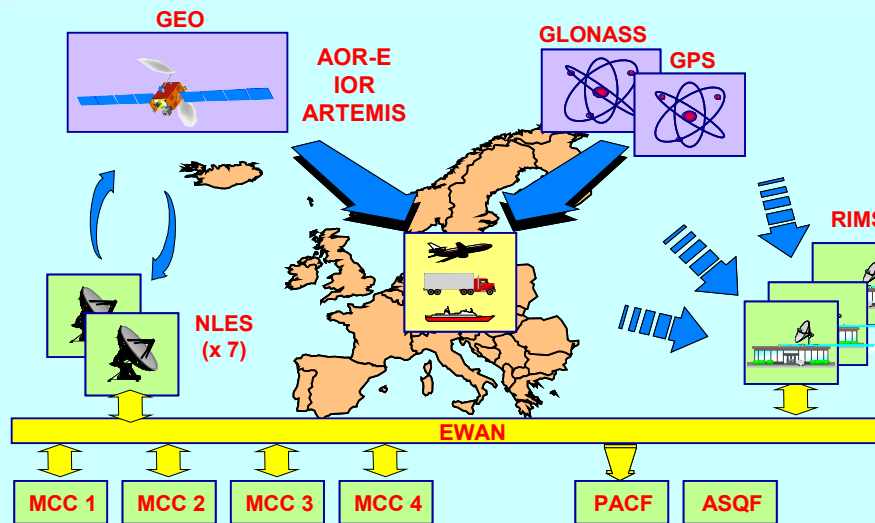 GEO
AOR-E
IOR
ARTEMIS
GLONASS
GPS
RIMS
NLES
(x 7)
EWAN
MCC 1
MCC 2
MCC 3
MCC 4
PACF
ASQF